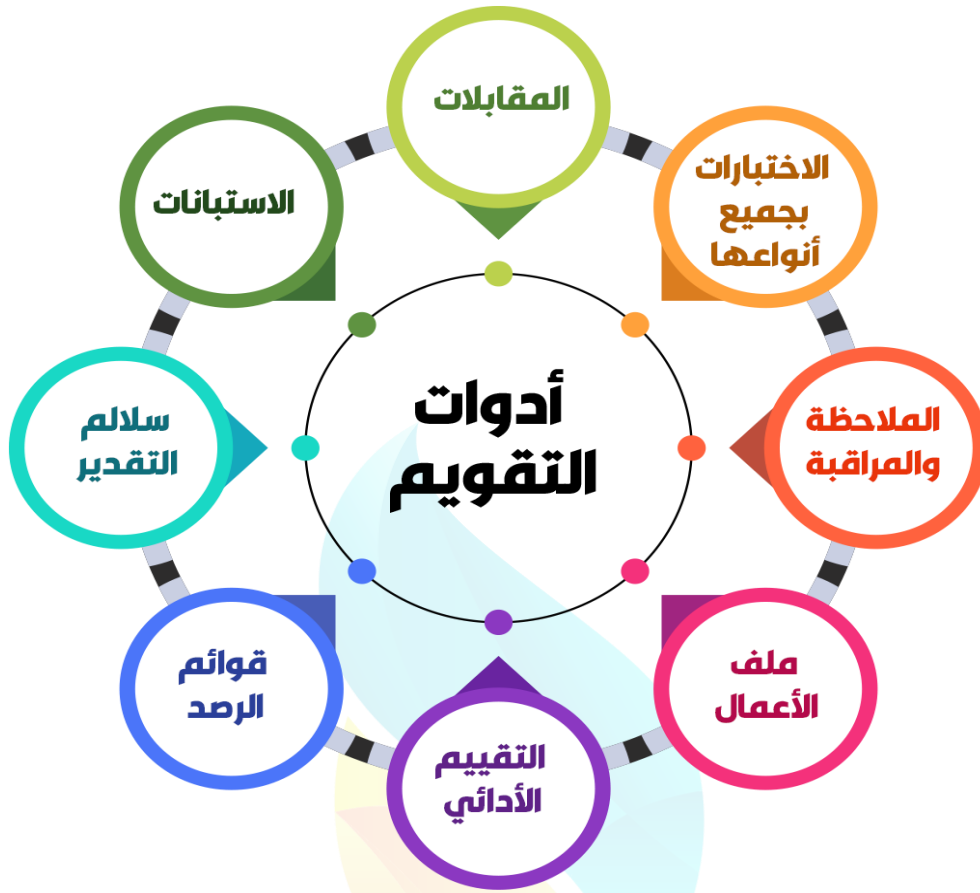 أدوات
التقويم
المقابلات
الاختبارات
بجميع
أنواعها
الملاحظة
والمراقبة
ملف
الأعمال
التقييم
الأدائي
قوائم
الرصد
سلالم
التقدير
الاستبانات